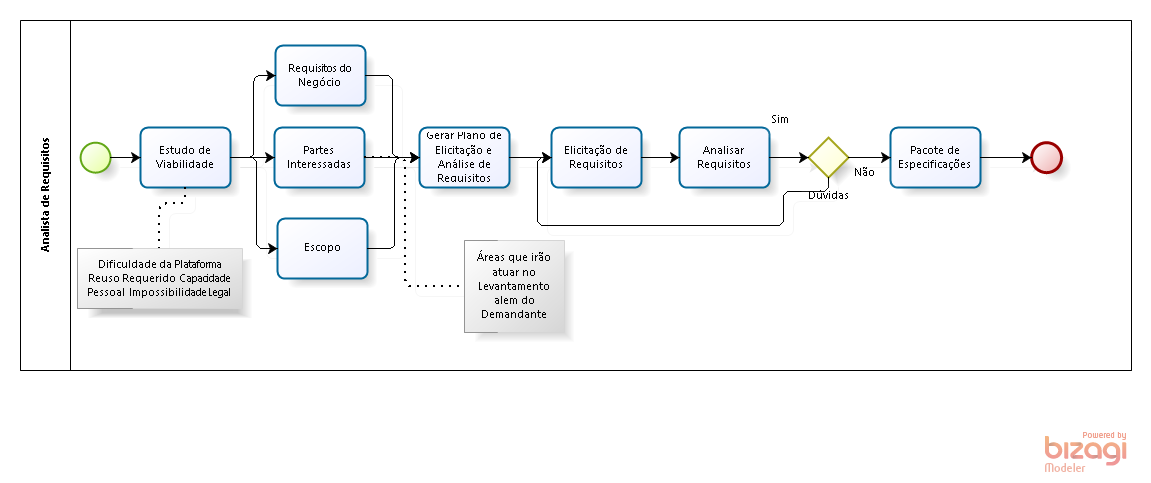 Analista de Requisitos
Estudo de
Viabilidade
Requisitos do
Negócio
Partes
Interessadas
Escopo
Gerar Plano de
Elicitação e
Análise de
Requisitos
Elicitação de
Requisitos
Analisar
Requisitos
Sim
Não
Dúvidas
Pacote de
Especificações
Dificuldade da Plataforma
Reuso Requerido Capacidade
Pessoal Impossibilidade Legal
Áreas que irão
atuar no
Levantamento
alem do
Demandante
Powered by
bizagi
Modeler